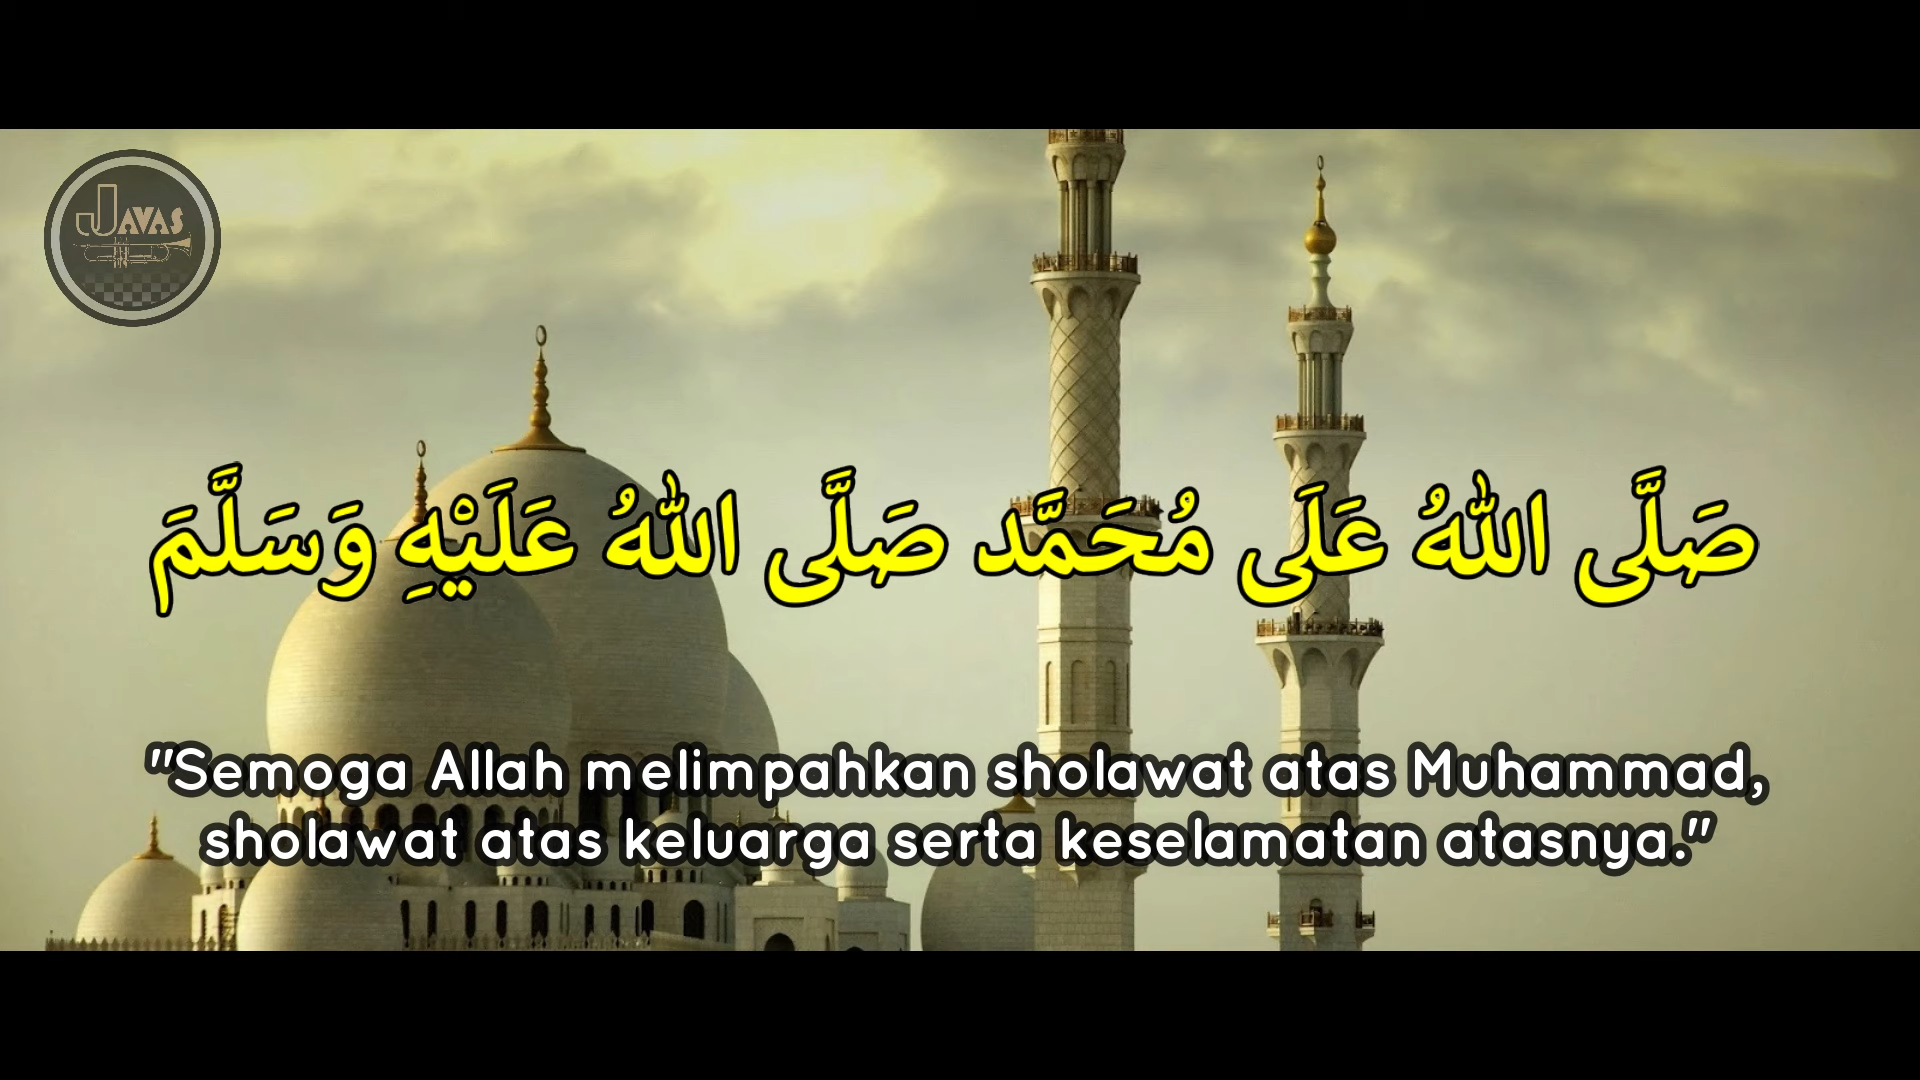 JAVAS
صَلَّى اللهُ عَلَى مُحَمَّد صَلَّى اللهُ عَلَيْهِ وَسَلَّمَ
"Semoga Allah melimpahkan sholawat atas Muhammad,
sholawat atas keluarga serta keselamatan atasnya."